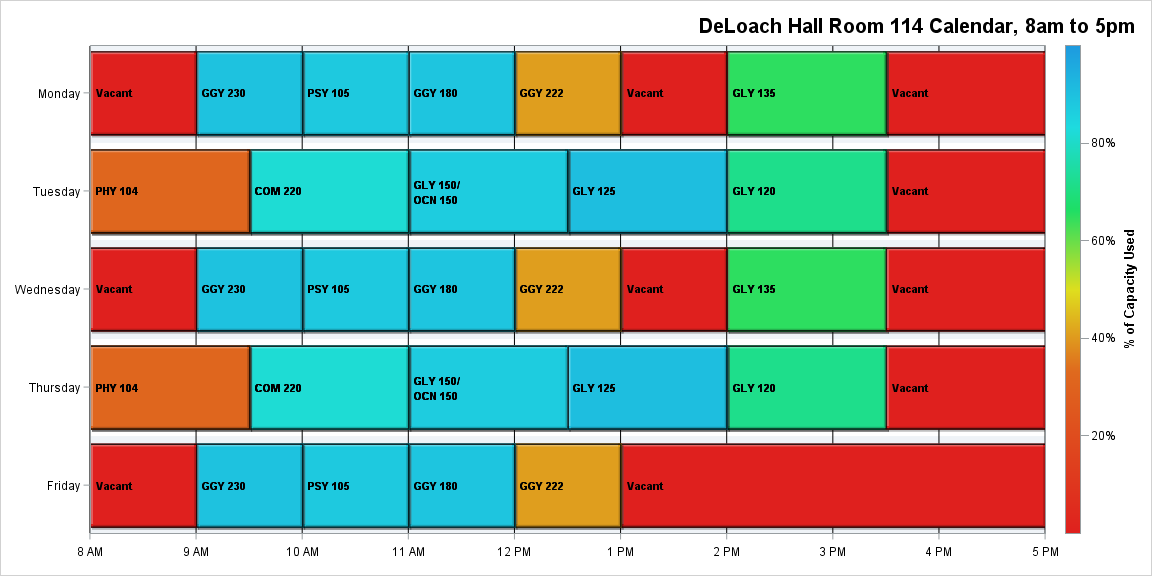 DeLoach Hall Room 114 Calendar, 8am to 5pm
Monday
Vacant
GGY 230
PSY 105
GGY 180
GGY 222
Vacant
GLY 135
Vacant
Tuesday
PHY 104
COM 220
GLY 150/
OCN 150
GLY 125
GLY 120
Vacant
Wednesday
Vacant
GGY 230
PSY 105
GGY 180
GGY 222
Vacant
GLY 135
Vacant
Thursday
PHY 104
COM 220
GLY 150/
OCN 150
GLY 125
GLY 120
Vacant
Friday
Vacant
GGY 230
PSY 105
GGY 180
GGY 222
Vacant
8 AM
9 AM
10 AM
11 AM
12 PM
1 PM
2 PM
3 PM
4 PM
5 PM
80%
60%
40%
20%
% of Capacity Used